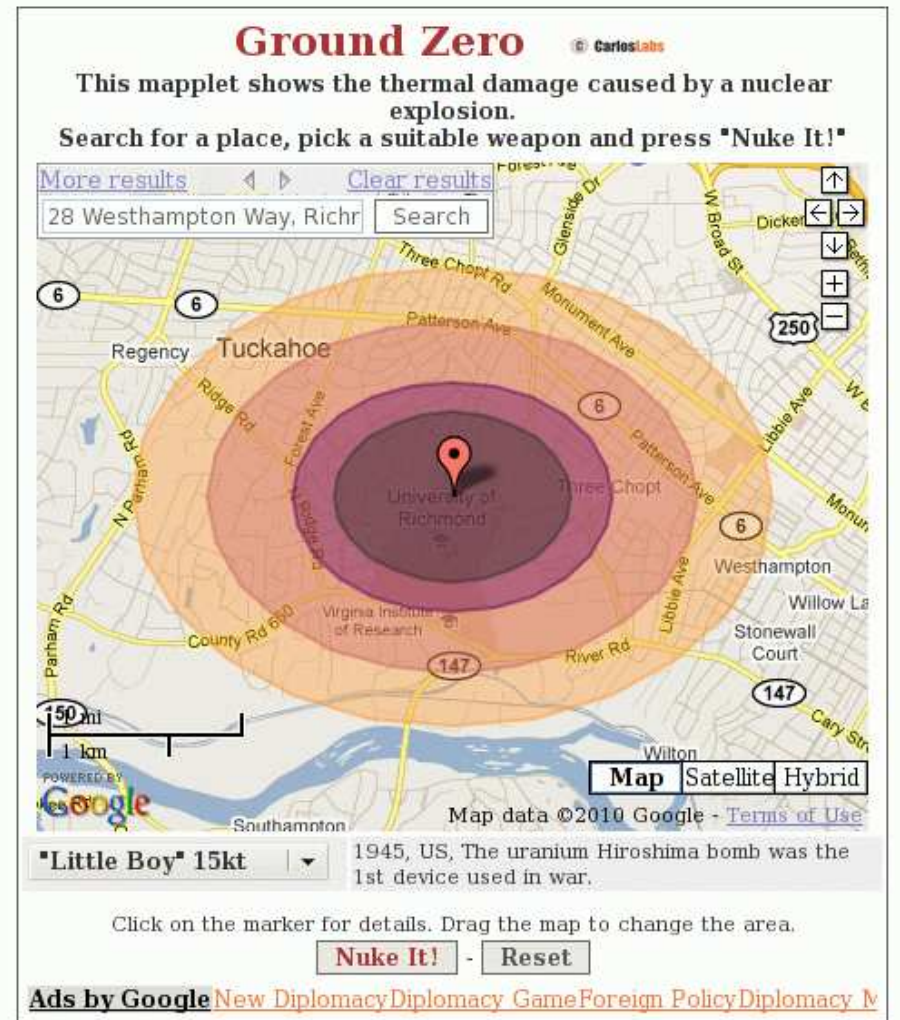 Ground Zero © CarlosLabs
This mapplet shows the thermal damage caused by a nuclear
explosion.
Search for a place, pick a suitable weapon and press "Nuke It!"
More results Clear results
28 Westhampton Way, Richr Search
Glenside Dr
W Broad St
Dicken
Three Chopt Rd
Monument Ave
6
6
250
Patterson Ave
Regency
Tuckahoe
Ridge Rd
Forest Ave
6
Libbie Ave
Patterson Ave
N Parham Rd
University of
Richmond
Three Chopt
6
Westhampton
Willow La
Virginia Institute
of Research
Libbie Ave
Stonewall
Court
Parham Rd
County Rd 650
River Rd
147
147
Cary Str
150
1 mi
1 km
Wilton
POWERED BY
Google
Map Satellite Hybrid
Map data ©2010 Google - Terms of Use
Southampton
"Little Boy" 15kt
1945, US, The uranium Hiroshima bomb was the
1st device used in war.
Click on the marker for details. Drag the map to change the area.
Nuke It! - Reset
Ads by Google New Diplomacy Diplomacy Game Foreign Policy Diplomacy M